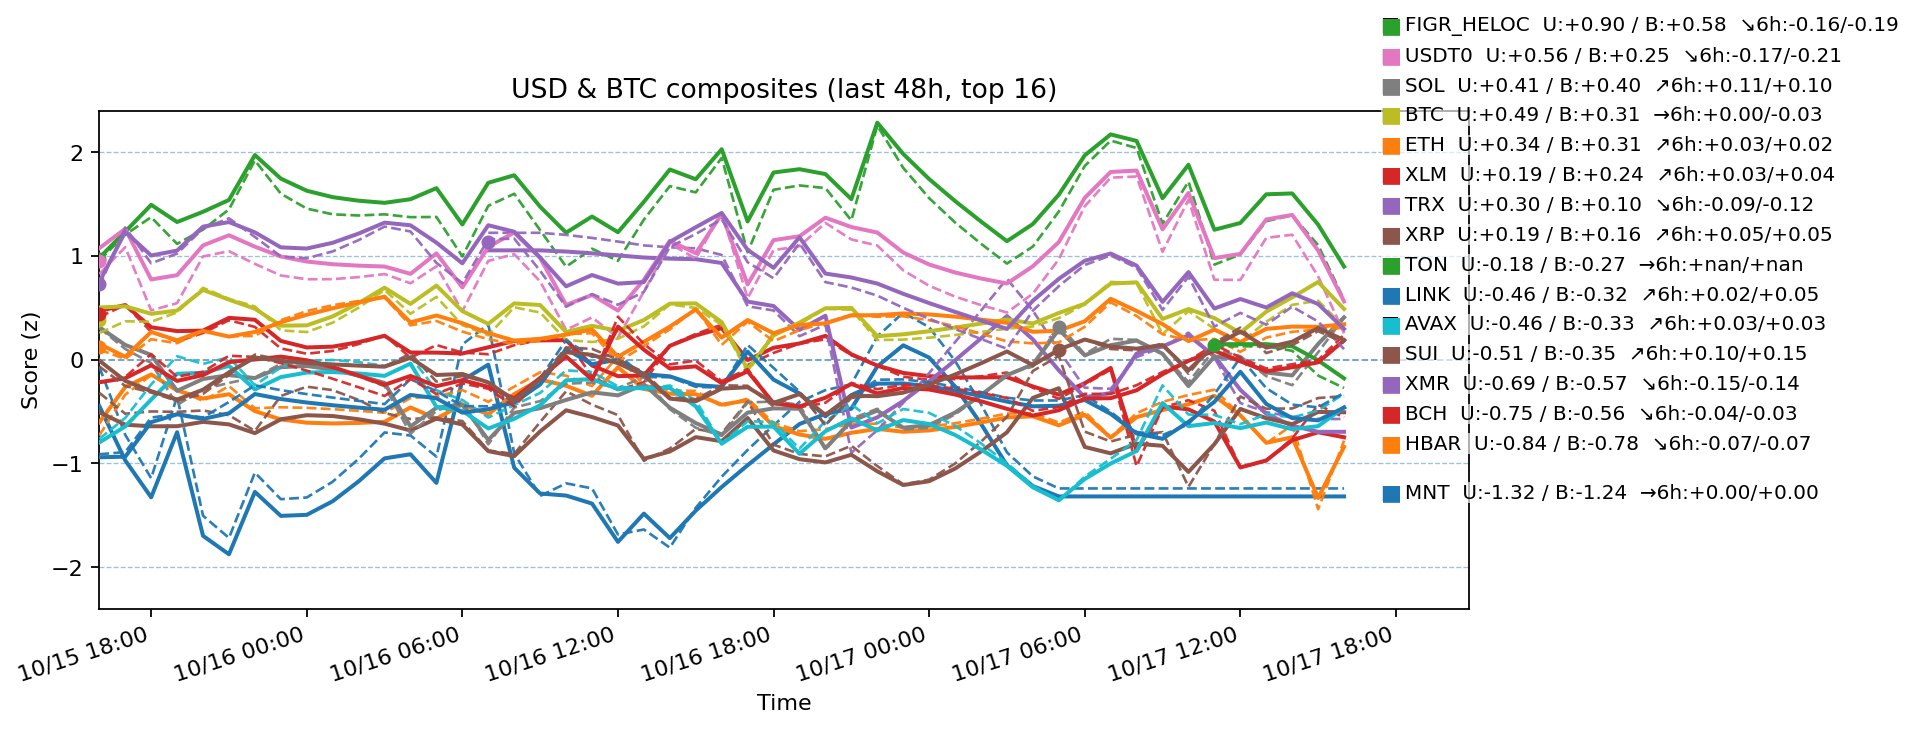 USD & BTC composites (last 48h, top 16)
FIGR_HELOC U:+0.90 / B:+0.58 ↘6h:-0.16/-0.19
USDT0 U:+0.56 / B:+0.25 ↘6h:-0.17/-0.21
SOL U:+0.41 / B:+0.40 ↗6h:+0.11/+0.10
BTC U:+0.49 / B:+0.31 →6h:+0.00/-0.03
ETH U:+0.34 / B:+0.31 ↗6h:+0.03/+0.02
XLM U:+0.19 / B:+0.24 ↗6h:+0.03/+0.04
TRX U:+0.30 / B:+0.10 ↘6h:-0.09/-0.12
XRP U:+0.19 / B:+0.16 ↗6h:+0.05/+0.05
TON U:-0.18 / B:-0.27 →6h:+nan/+nan
LINK U:-0.46 / B:-0.32 ↗6h:+0.02/+0.05
AVAX U:-0.46 / B:-0.33 ↗6h:+0.03/+0.03
SUI U:-0.51 / B:-0.35 ↗6h:+0.10/+0.15
XMR U:-0.69 / B:-0.57 ↘6h:-0.15/-0.14
BCH U:-0.75 / B:-0.56 ↘6h:-0.04/-0.03
HBAR U:-0.84 / B:-0.78 ↘6h:-0.07/-0.07
MNT U:-1.32 / B:-1.24 →6h:+0.00/+0.00
Score (z)
2
1
0
−1
−2
10/15 18:00
10/16 00:00
10/16 06:00
10/16 12:00
10/16 18:00
10/17 00:00
10/17 06:00
10/17 12:00
10/17 18:00
Time